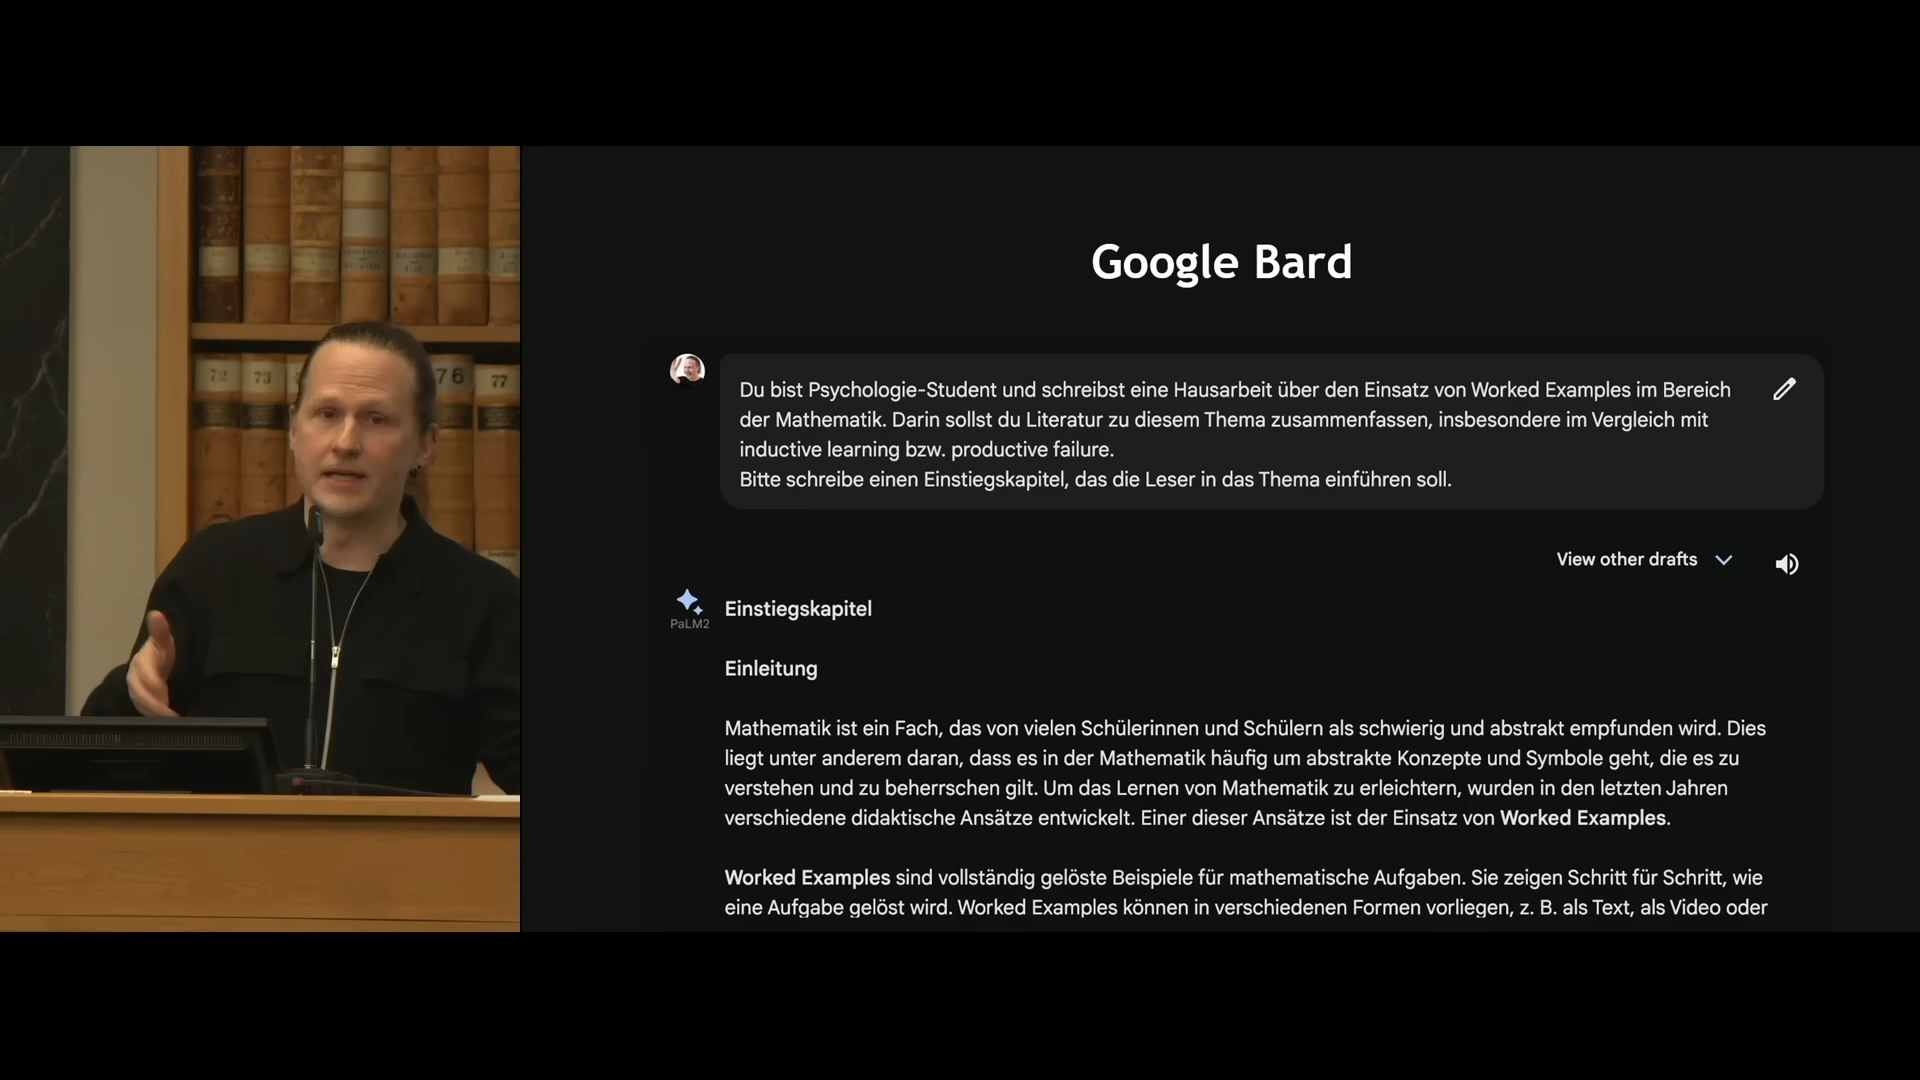 72
73
76
77
Google Bard
Du bist Psychologie-Student und schreibst eine Hausarbeit über den Einsatz von Worked Examples im Bereich
der Mathematik. Darin sollst du Literatur zu diesem Thema zusammenfassen, insbesondere im Vergleich mit
inductive learning bzw. productive failure.
Bitte schreibe einen Einstiegskapitel, das die Leser in das Thema einführen soll.
View other drafts
PaLM2
Einstiegskapitel
Einleitung
Mathematik ist ein Fach, das von vielen Schülerinnen und Schülern als schwierig und abstrakt empfunden wird. Dies
liegt unter anderem daran, dass es in der Mathematik häufig um abstrakte Konzepte und Symbole geht, die es zu
verstehen und zu beherrschen gilt. Um das Lernen von Mathematik zu erleichtern, wurden in den letzten Jahren
verschiedene didaktische Ansätze entwickelt. Einer dieser Ansätze ist der Einsatz von Worked Examples.
Worked Examples sind vollständig gelöste Beispiele für mathematische Aufgaben. Sie zeigen Schritt für Schritt, wie
eine Aufgabe gelöst wird. Worked Examples können in verschiedenen Formen vorliegen, z. B. als Text, als Video oder